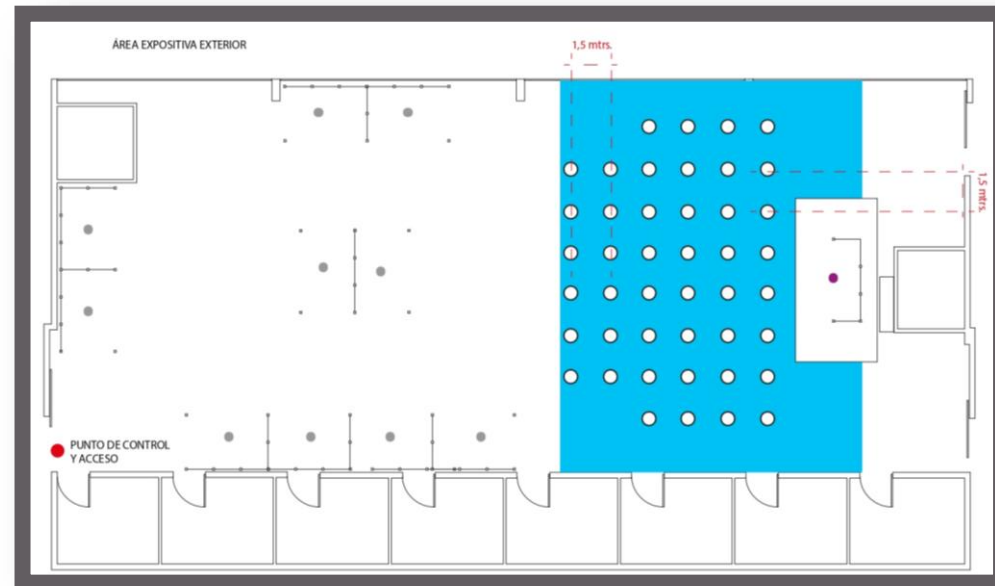 ÁREA EXPOSITIVA EXTERIOR
1,5 mtrs.
1,5 mtrs.
PUNTO DE CONTROL
Y ACCESO